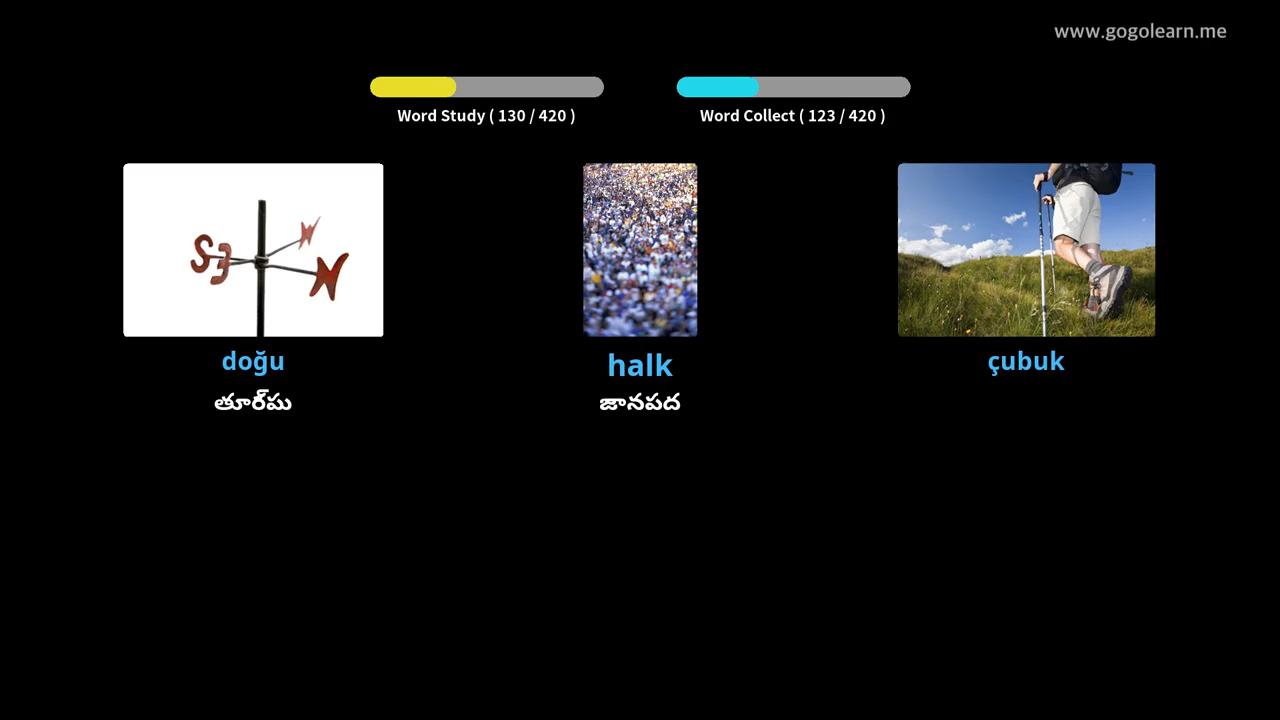 www.gogolearn.me
Word Study ( 130 / 420 )
Word Collect ( 123 / 420 )
S E N W
doğu
halk
çubuk
తూర్‌పు
జానపద